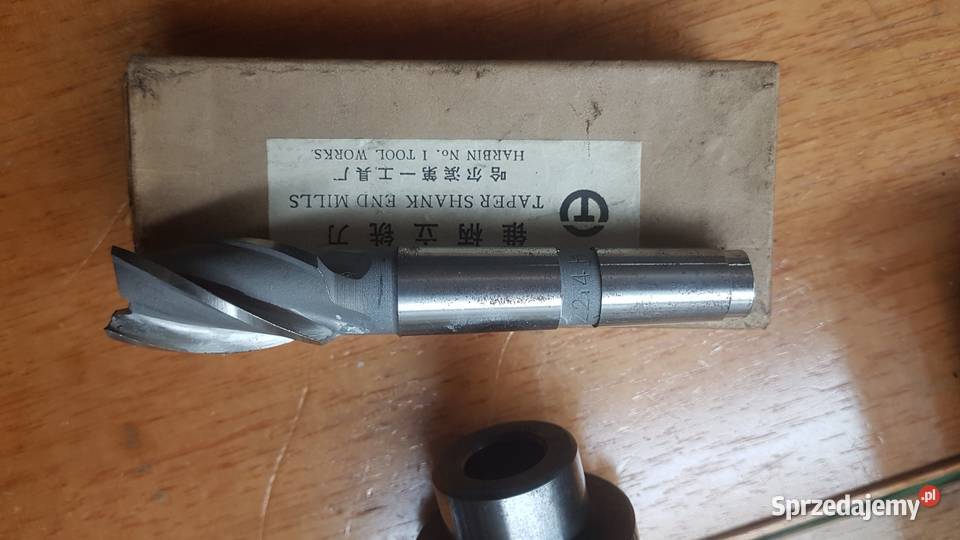 锥柄立铣刀
TAPER SHANK END MILLS
哈尔滨第一工具厂
HARBIN No. 1 TOOL WORKS.
Sprzedajemy.pl